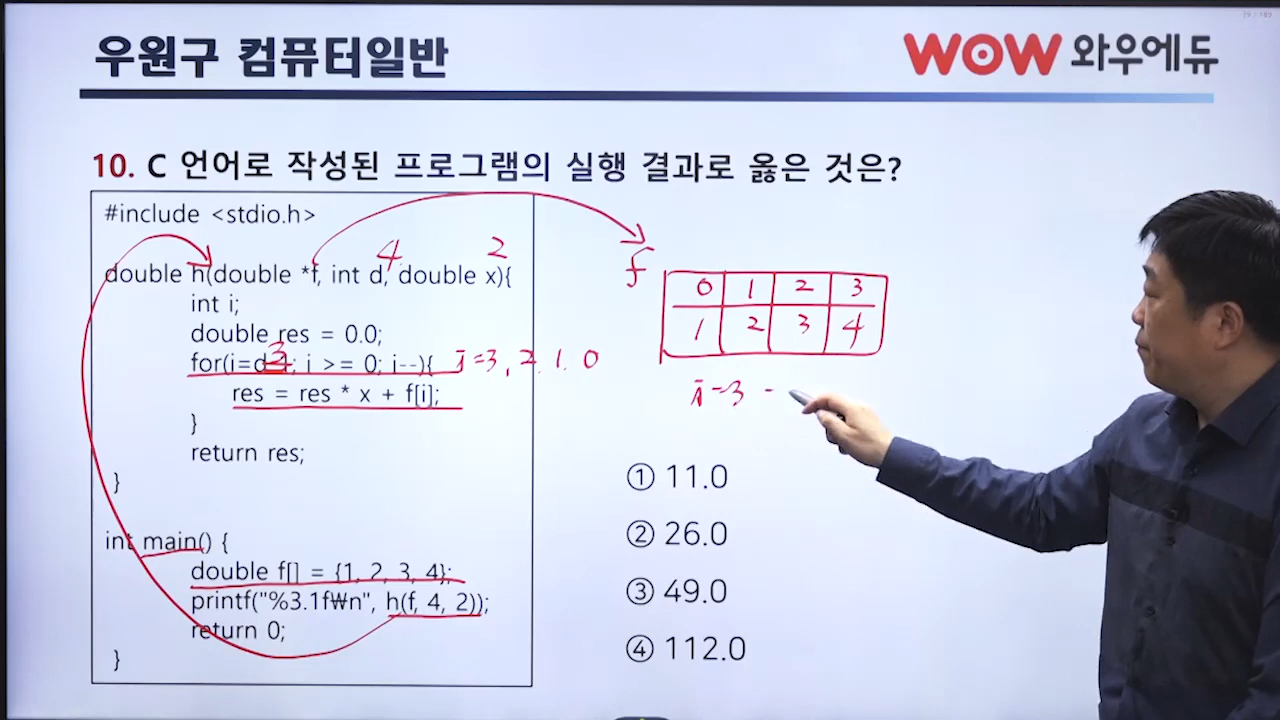 우원구 컴퓨터일반
WOW 와우에듀
10. C 언어로 작성된 프로그램의 실행 결과로 옳은 것은?
#include <stdio.h>
4 2
double h(double *f, int d, double x){
int i;
double res = 0.0;
3
for(i=d-1; i >= 0; i--){ i=3, 2, 1, 0
res = res * x + f[i];
}
return res;
}
int main() {
double f[] = {1, 2, 3, 4};
printf("%3.1f₩n", h(f, 4, 2));
return 0;
}
f
0 1 2 3
1 2 3 4
i=3 -
① 11.0
② 26.0
③ 49.0
④ 112.0